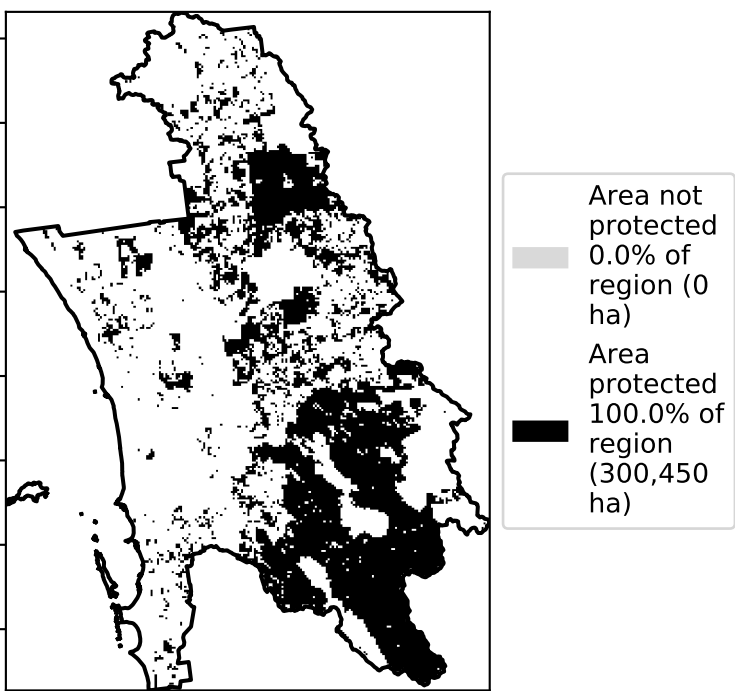 Area not
protected
0.0% of
region (0
ha)
Area
protected
100.0% of
region
(300,450
ha)